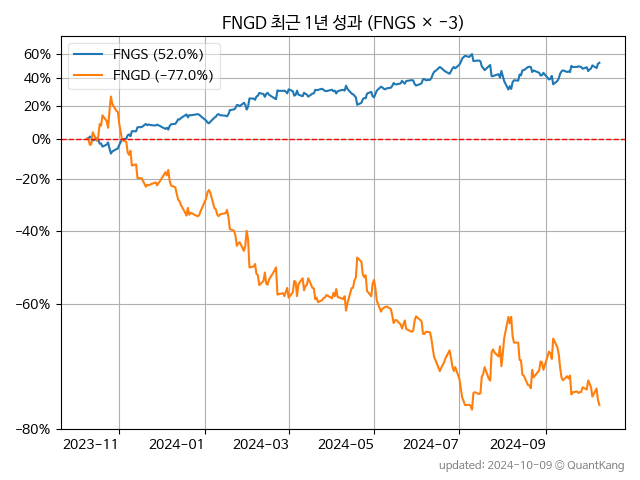 FNGD 최근 1년 성과 (FNGS × −3)
FNGS (52.0%)
FNGD (−77.0%)
60%
40%
20%
0%
−20%
−40%
−60%
−80%
2023−11 2024−01 2024−03 2024−05 2024−07 2024−09
updated: 2024-10-09 © QuantKang